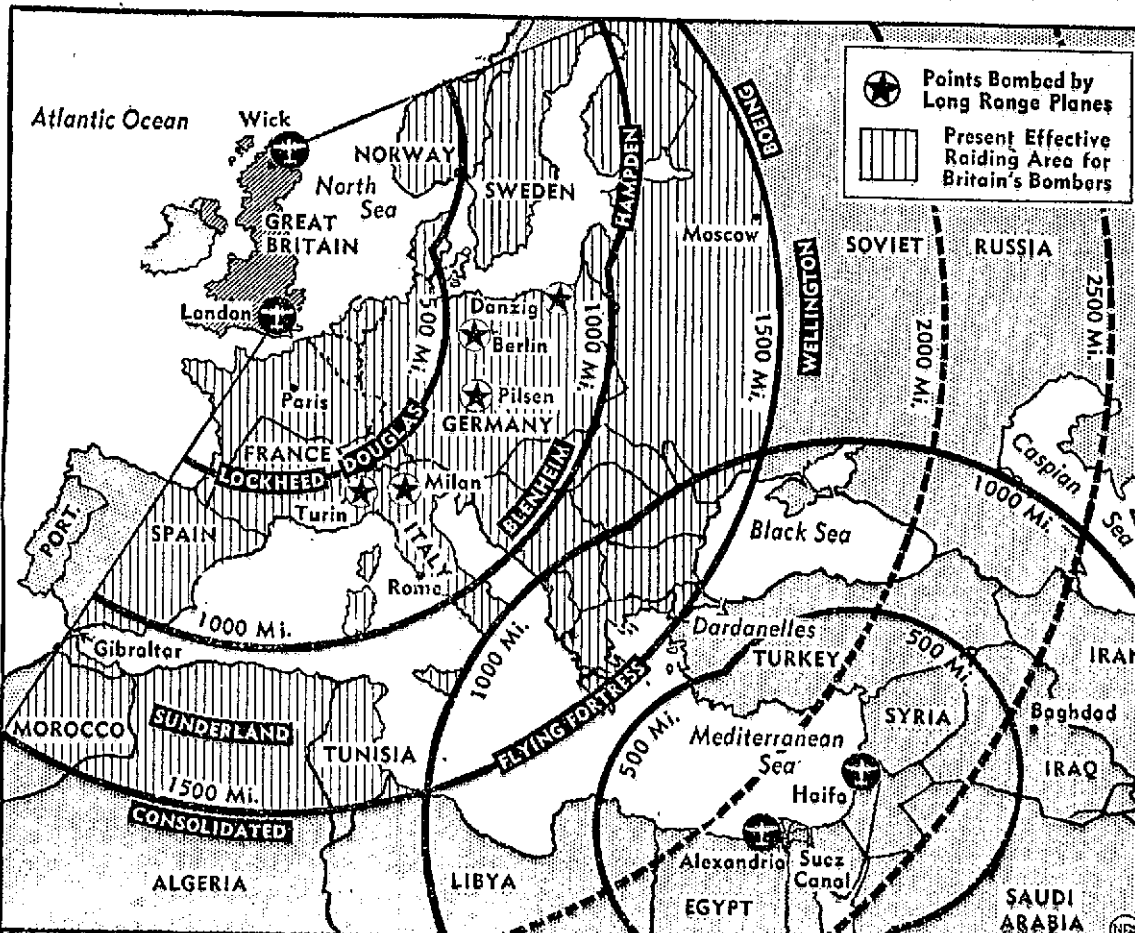 Points Bombed by
Long Range Planes
Present Effective
Raiding Area for
Britain's Bombers
Atlantic Ocean
Wick
North
Sea
NORWAY
SWEDEN
HAMPDEN
BOEING
GREAT
BRITAIN
Moscow
SOVIET
RUSSIA
WELLINGTON
London
500 Mi.
Danzig
Berlin
1000 Mi.
1500 Mi.
2000 Mi.
2500 Mi.
Paris
Pilsen
GERMANY
FRANCE
DOUGLAS
LOCKHEED
Milan
Turin
BLENHEIM
Caspian
Sea
1000 Mi.
PORT.
SPAIN
ITALY
Rome
Black Sea
1000 Mi.
Gibraltar
1000 Mi.
Dardanelles
TURKEY
500 Mi.
IRAN
MOROCCO
SUNDERLAND
TUNISIA
FLYING FORTRESS
500 Mi.
Mediterranean
Sea
SYRIA
Baghdad
IRAQ
1500 Mi.
CONSOLIDATED
Haifa
Alexandria
Suez
Canal
ALGERIA
LIBYA
EGYPT
SAUDI
ARABIA